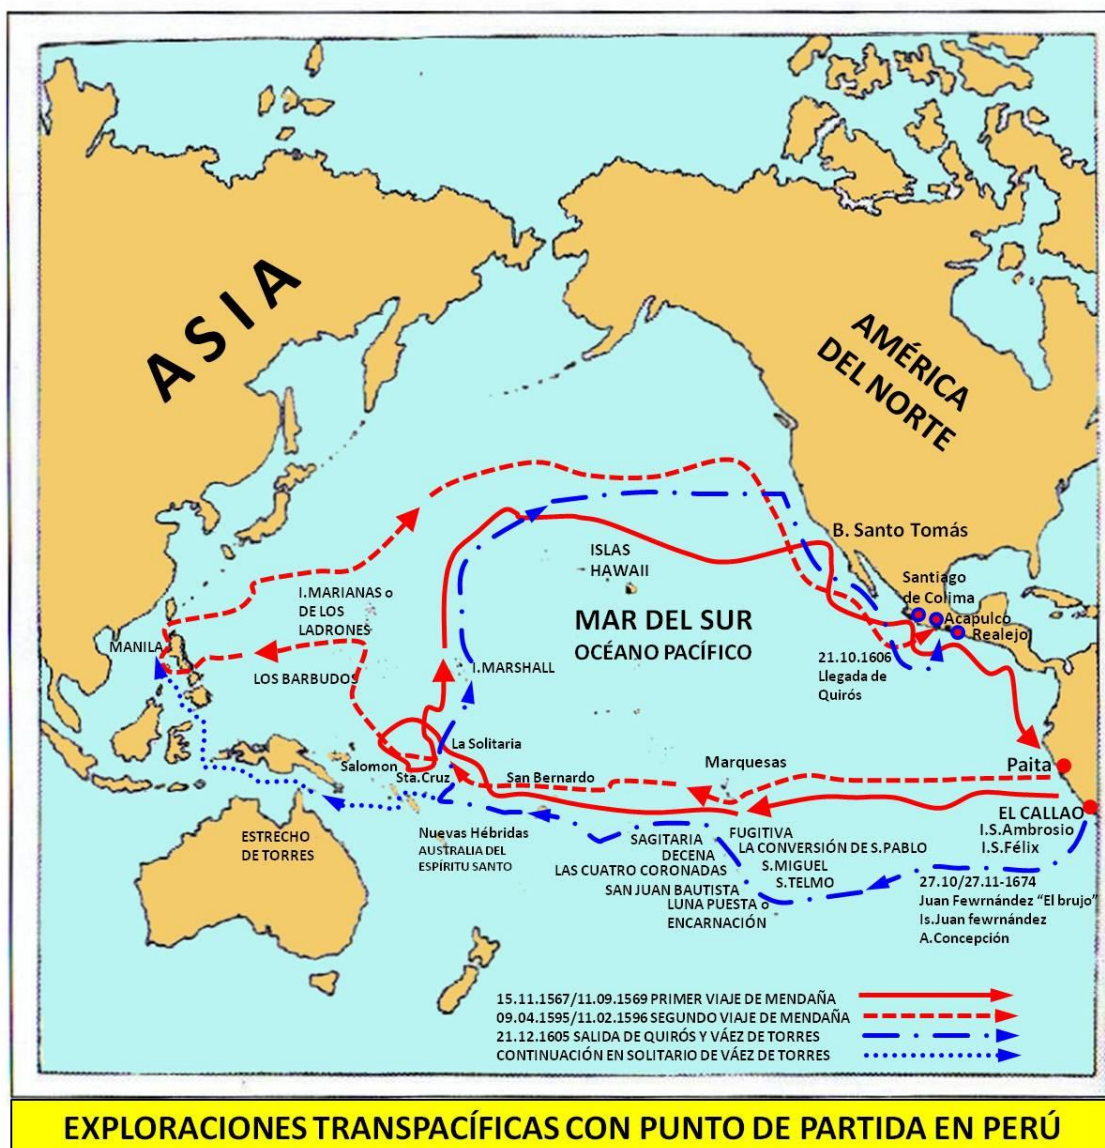 ASIA
AMÉRICA
DEL NORTE
B. Santo Tomás
ISLAS
HAWAII
Santiago
de Colima
Acapulco
Realejo
I.MARIANAS o
DE LOS
LADRONES
MAR DEL SUR
OCÉANO PACÍFICO
MANILA
21.10.1606
Llegada de
Quirós
I.MARSHALL
LOS BARBUDOS
La Solitaria
Salomon
Sta.Cruz
San Bernardo
Marquesas
Paita
EL CALLAO
I.S.Ambrosio
I.S.Félix
ESTRECHO
DE TORRES
Nuevas Hébridas
AUSTRALIA DEL
ESPÍRITU SANTO
SAGITARIA
DECENA
LAS CUATRO CORONADAS
SAN JUAN BAUTISTA
LUNA PUESTA o
ENCARNACIÓN
FUGITIVA
LA CONVERSIÓN DE S.PABLO
S.MIGUEL
S.TELMO
27.10/27.11-1674
Juan Fewrnández “El brujo”
Is.Juan fewrnández
A.Concepción
15.11.1567/11.09.1569 PRIMER VIAJE DE MENDAÑA
09.04.1595/11.02.1596 SEGUNDO VIAJE DE MENDAÑA
21.12.1605 SALIDA DE QUIRÓS Y VÁEZ DE TORRES
CONTINUACIÓN EN SOLITARIO DE VÁEZ DE TORRES
EXPLORACIONES TRANSPACÍFICAS CON PUNTO DE PARTIDA EN PERÚ